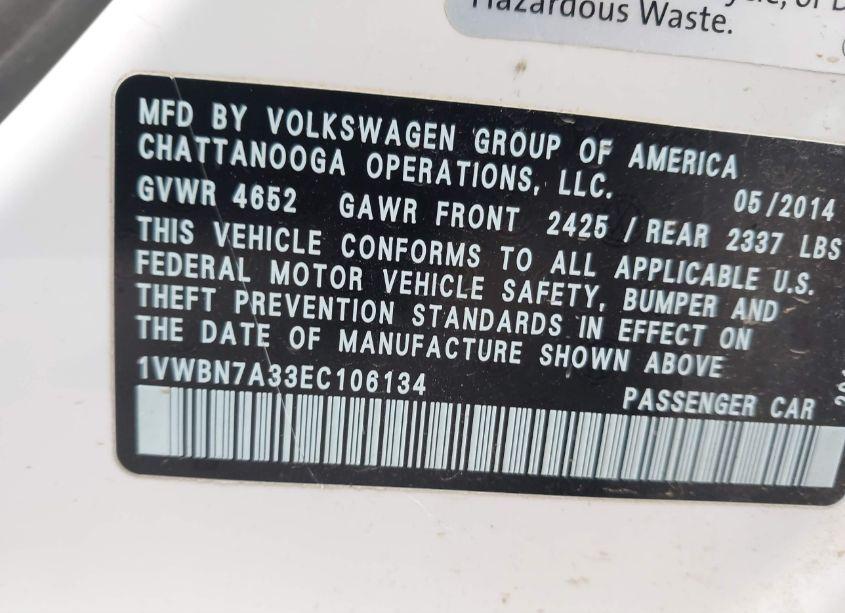 Hazardous Waste.
MFD BY VOLKSWAGEN GROUP OF AMERICA
CHATTANOOGA OPERATIONS, LLC.
05/2014
GVWR 4652 GAWR FRONT 2425 / REAR 2337 LBS
THIS VEHICLE CONFORMS TO ALL APPLICABLE U.S.
FEDERAL MOTOR VEHICLE SAFETY, BUMPER AND
THEFT PREVENTION STANDARDS IN EFFECT ON
THE DATE OF MANUFACTURE SHOWN ABOVE
1VWBN7A33EC106134
PASSENGER CAR